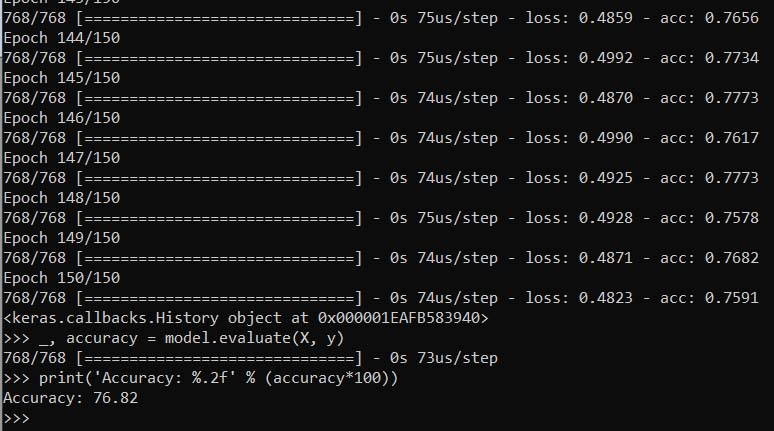 Epoch 143/150
768/768 [==============================] - 0s 75us/step - loss: 0.4859 - acc: 0.7656
Epoch 144/150
768/768 [==============================] - 0s 75us/step - loss: 0.4992 - acc: 0.7734
Epoch 145/150
768/768 [==============================] - 0s 74us/step - loss: 0.4870 - acc: 0.7773
Epoch 146/150
768/768 [==============================] - 0s 74us/step - loss: 0.4990 - acc: 0.7617
Epoch 147/150
768/768 [==============================] - 0s 74us/step - loss: 0.4925 - acc: 0.7773
Epoch 148/150
768/768 [==============================] - 0s 75us/step - loss: 0.4928 - acc: 0.7578
Epoch 149/150
768/768 [==============================] - 0s 74us/step - loss: 0.4871 - acc: 0.7682
Epoch 150/150
768/768 [==============================] - 0s 74us/step - loss: 0.4823 - acc: 0.7591
<keras.callbacks.History object at 0x000001EAFB583940>
>>> _, accuracy = model.evaluate(X, y)
768/768 [==============================] - 0s 73us/step
>>> print('Accuracy: %.2f' % (accuracy*100))
Accuracy: 76.82
>>>